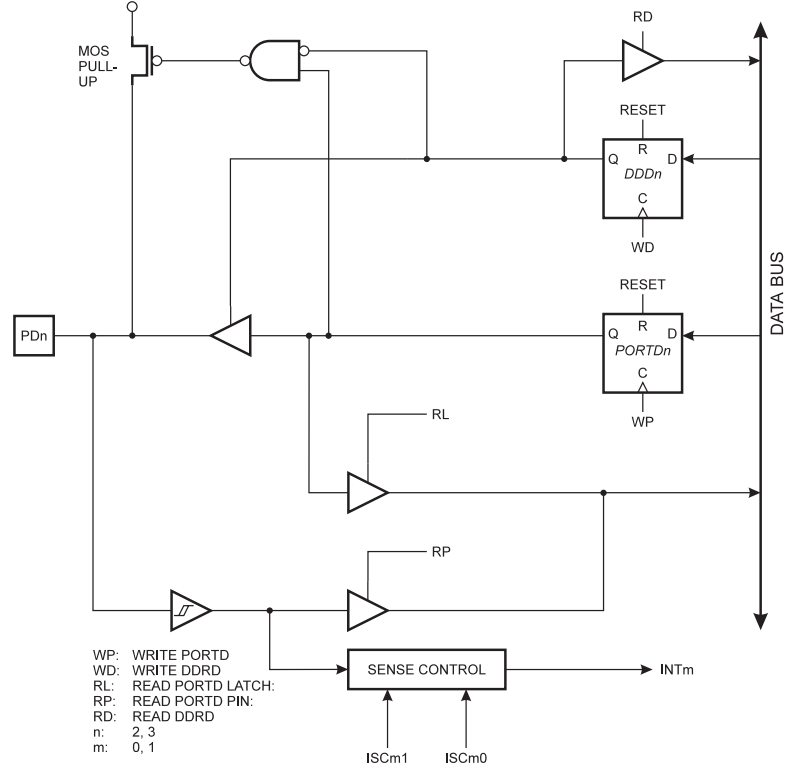 RD
MOS
PULL-
UP
RESET
R
Q
D
DDDn
C
WD
RESET
R
PDn
Q
D
PORTDn
C
WP
DATA BUS
RL
RP
WP: WRITE PORTD
WD: WRITE DDRD
RL: READ PORTD LATCH:
RP: READ PORTD PIN:
RD: READ DDRD
n: 2, 3
m: 0, 1
SENSE CONTROL
INTm
ISCm1
ISCm0